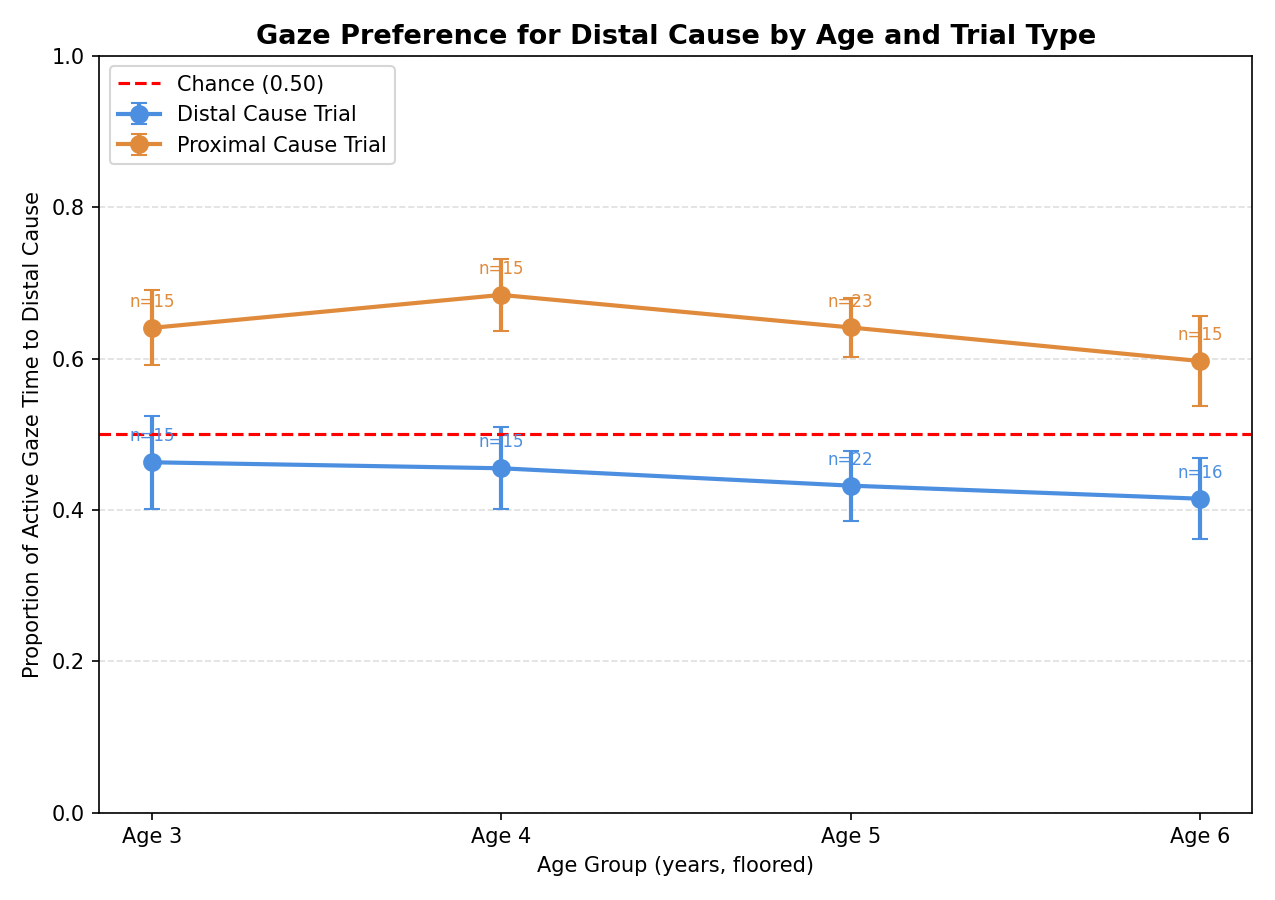 Gaze Preference for Distal Cause by Age and Trial Type
1.0
0.8
0.6
0.4
0.2
0.0
Proportion of Active Gaze Time to Distal Cause
Chance (0.50)
Distal Cause Trial
Proximal Cause Trial
n=15
n=15
n=23
n=15
n=15
n=15
n=22
n=16
Age 3
Age 4
Age 5
Age 6
Age Group (years, floored)